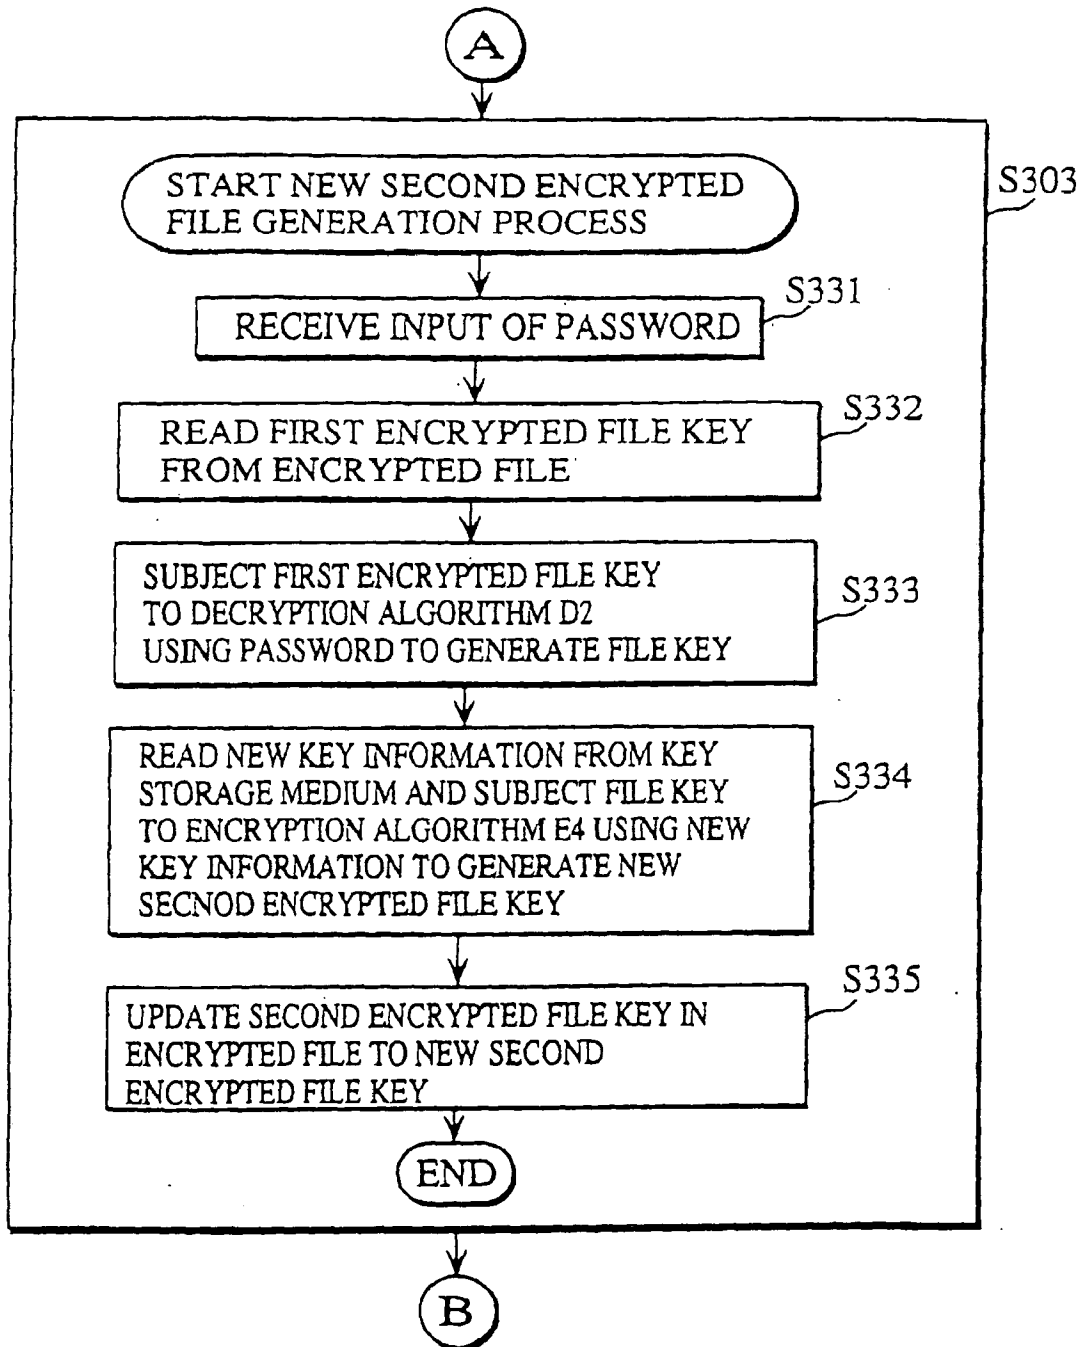 A
START NEW SECOND ENCRYPTED
FILE GENERATION PROCESS
S303
S331
RECEIVE INPUT OF PASSWORD
S332
READ FIRST ENCRYPTED FILE KEY
FROM ENCRYPTED FILE
S333
SUBJECT FIRST ENCRYPTED FILE KEY
TO DECRYPTION ALGORITHM D2
USING PASSWORD TO GENERATE FILE KEY
S334
READ NEW KEY INFORMATION FROM KEY
STORAGE MEDIUM AND SUBJECT FILE KEY
TO ENCRYPTION ALGORITHM E4 USING NEW
KEY INFORMATION TO GENERATE NEW
SECNOD ENCRYPTED FILE KEY
S335
UPDATE SECOND ENCRYPTED FILE KEY IN
ENCRYPTED FILE TO NEW SECOND
ENCRYPTED FILE KEY
END
B